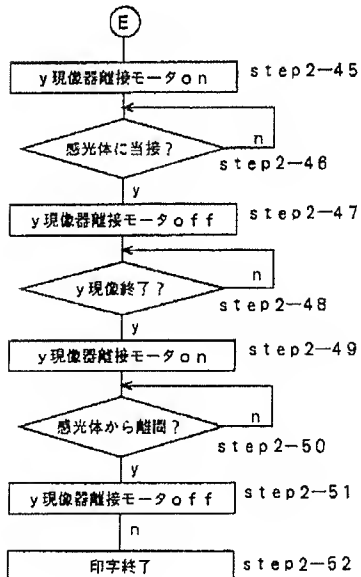 E
y現像器離接モータon step2-45
n
感光体に当接?
step2-46
y
y現像器離接モータoff step2-47
n
y現像終了?
step2-48
y
y現像器離接モータon step2-49
感光体から離間? n
step2-50
y
y現像器離接モータoff step2-51
n
印字終了 step2-52